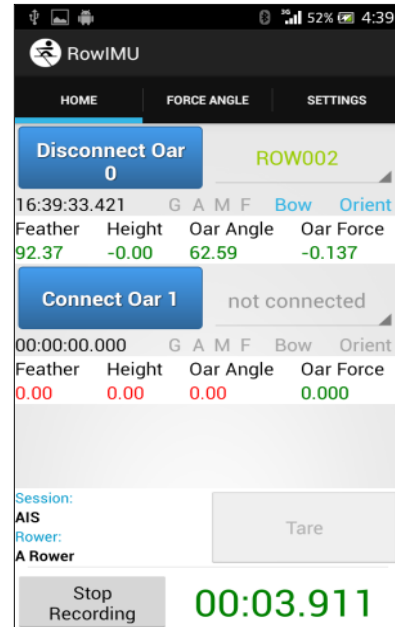 3G 52% 4:39
RowIMU
HOME FORCE ANGLE SETTINGS
Disconnect Oar
0
ROW002
16:39:33.421 G A M F Bow Orient
Feather Height Oar Angle Oar Force
92.37 -0.00 62.59 -0.137
Connect Oar 1 not connected
00:00:00.000 G A M F Bow Orient
Feather Height Oar Angle Oar Force
0.00 0.00 0.00 0.000
Session:
AIS
Rower:
A Rower
Tare
Stop
Recording
00:03.911